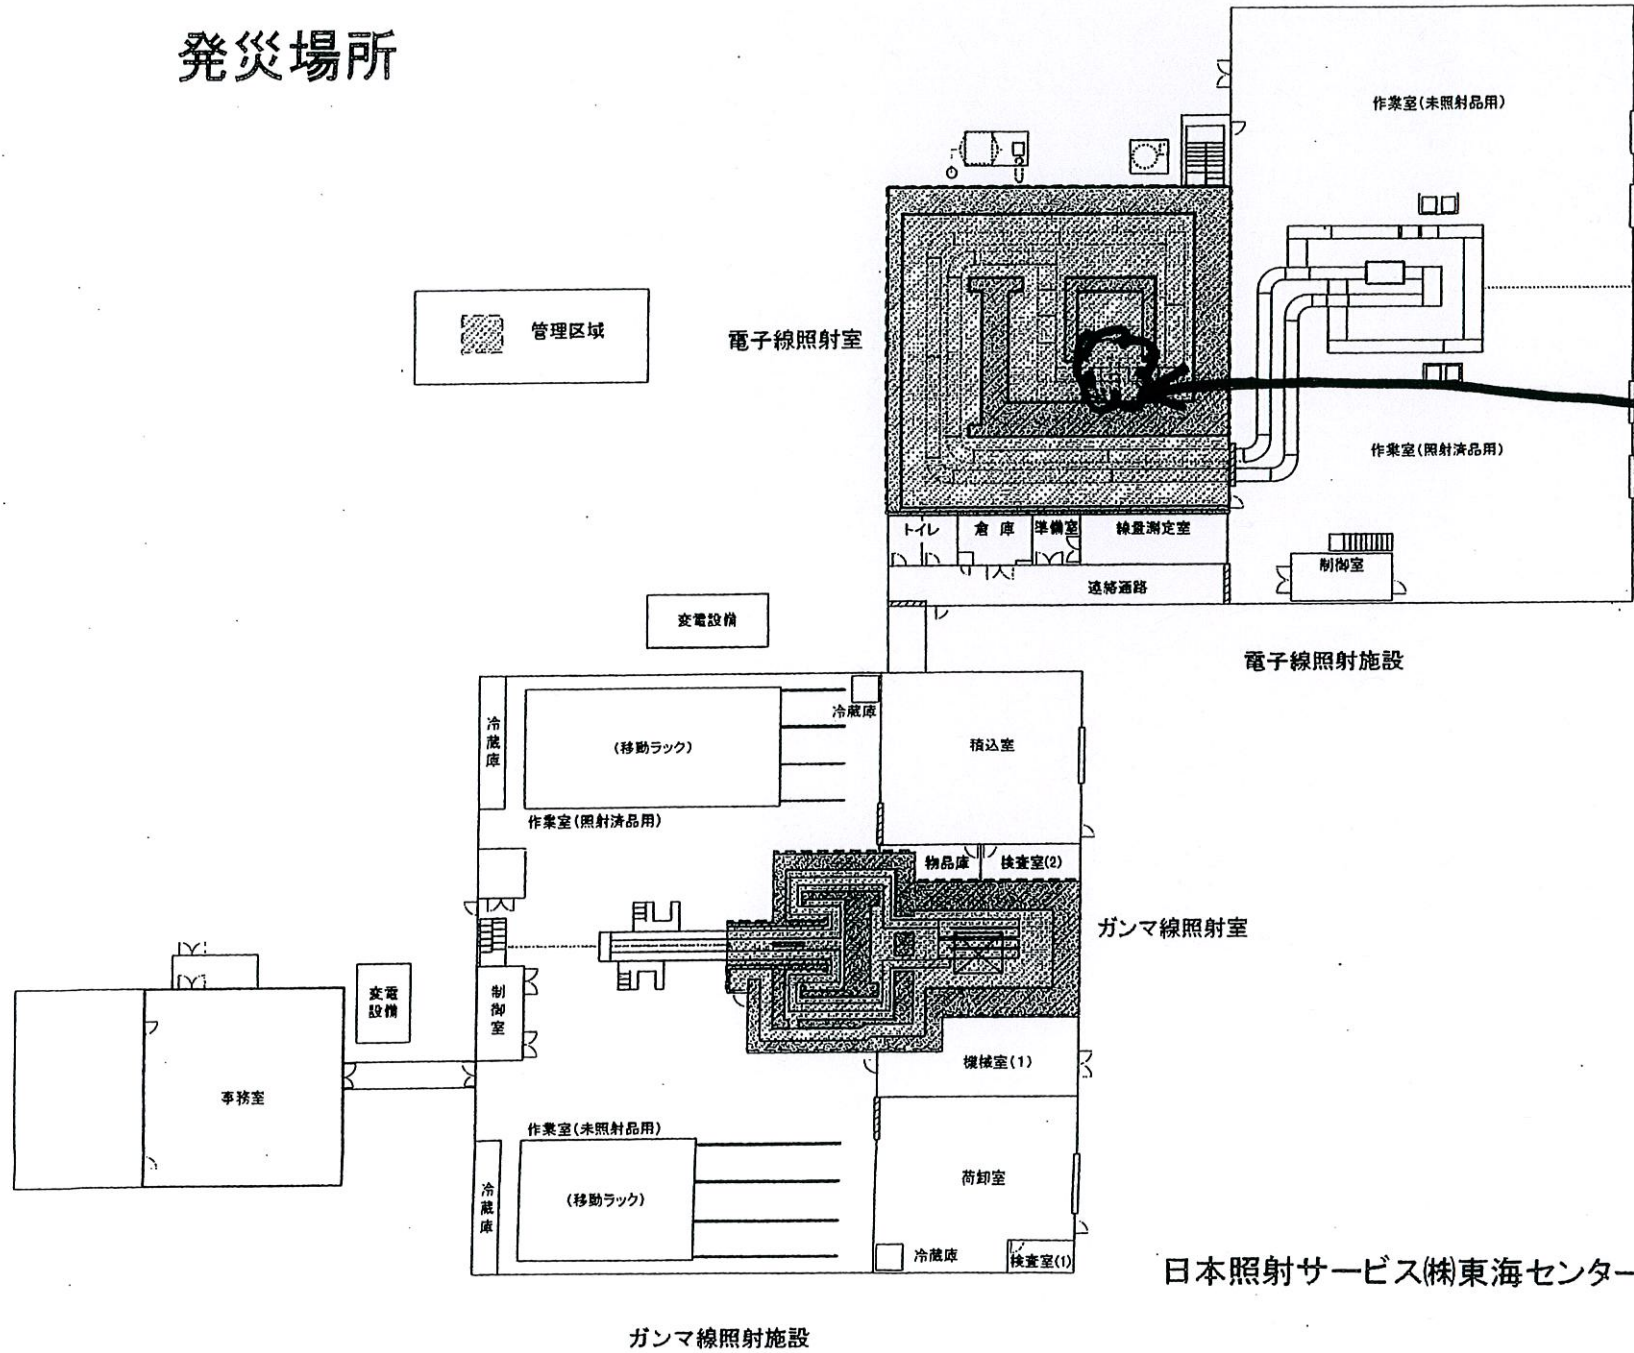 発災場所
作業室(未照射品用)
管理区域
電子線照射室
作業室(照射済品用)
トイレ
倉庫
準備室
線量測定室
制御室
連絡通路
変電設備
電子線照射施設
冷蔵庫
(移動ラック)
冷蔵庫
積込室
作業室(照射済品用)
物品庫
検査室(2)
ガンマ線照射室
変電
設備
制御室
機械室(1)
事務室
作業室(未照射品用)
冷蔵庫
(移動ラック)
荷卸室
冷蔵庫
検査室(1)
日本照射サービス㈱東海センター
ガンマ線照射施設